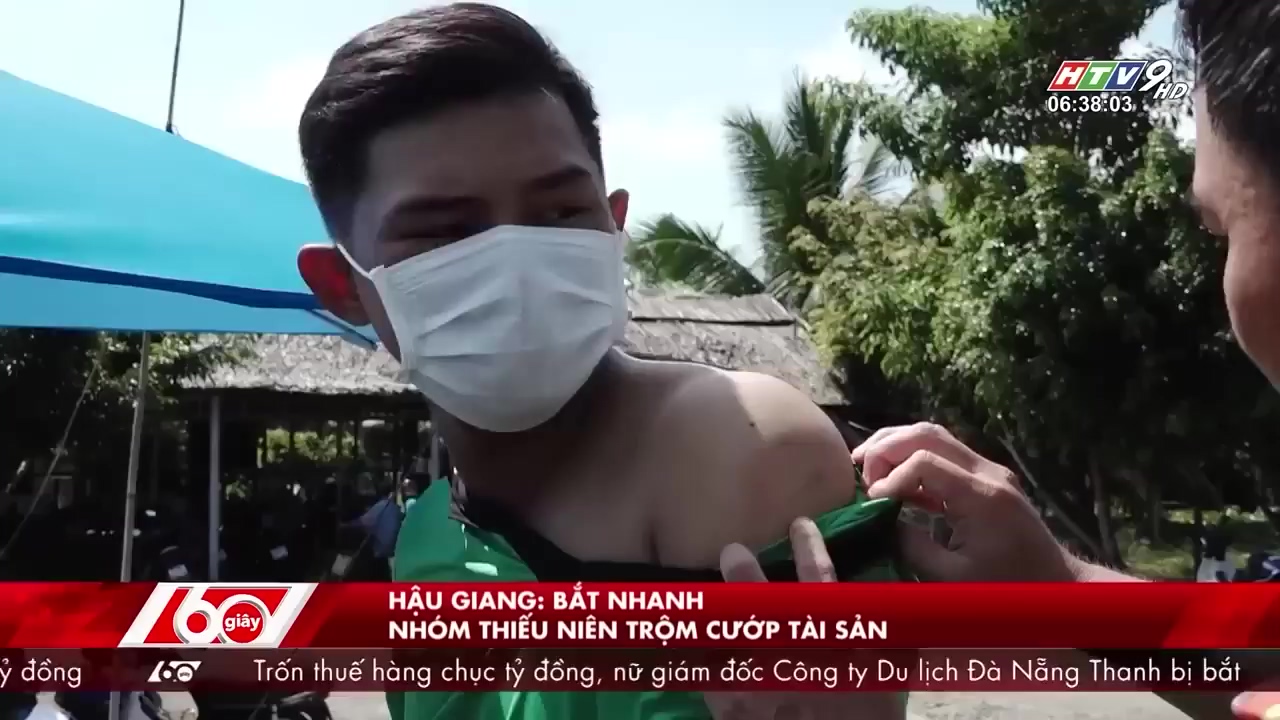 HTV9 HD
06:38:03
60 giây
HẬU GIANG: BẮT NHANH
NHÓM THIẾU NIÊN TRỘM CƯỚP TÀI SẢN
ỷ đồng 60 giây Trốn thuế hàng chục tỷ đồng, nữ giám đốc Công ty Du lịch Đà Nẵng Thanh bị bắt